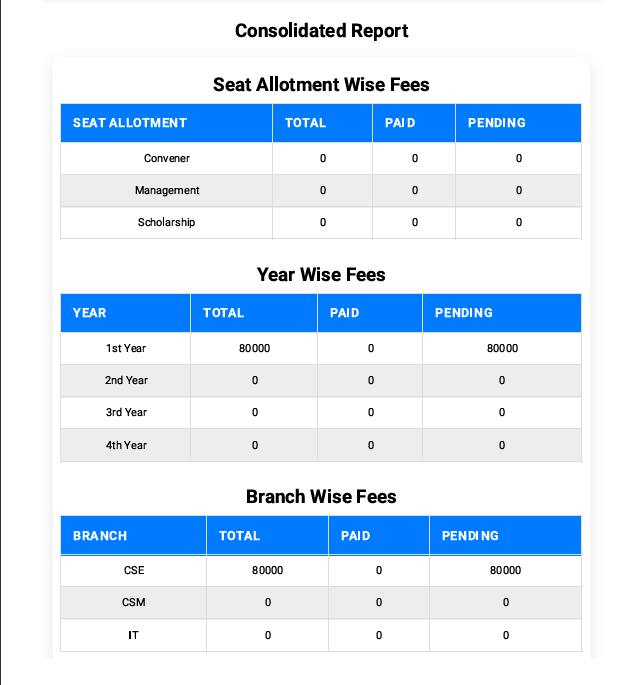 Consolidated Report
Seat Allotment Wise Fees
SEAT ALLOTMENT TOTAL PAID PENDING
Convener 0 0 0
Management 0 0 0
Scholarship 0 0 0
Year Wise Fees
YEAR TOTAL PAID PENDING
1st Year 80000 0 80000
2nd Year 0 0 0
3rd Year 0 0 0
4th Year 0 0 0
Branch Wise Fees
BRANCH TOTAL PAID PENDING
CSE 80000 0 80000
CSM 0 0 0
IT 0 0 0